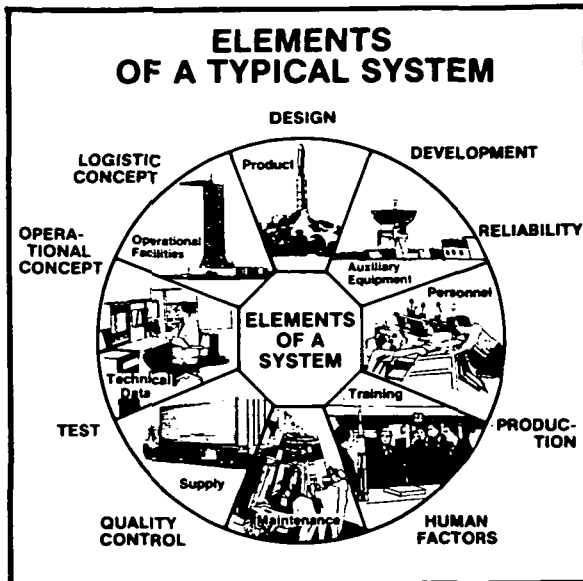 ELEMENTS
OF A TYPICAL SYSTEM
DESIGN
LOGISTIC
CONCEPT
DEVELOPMENT
OPERA-
TIONAL
CONCEPT
RELIABILITY
Product
Operational
Facilities
Auxiliary
Equipment
Personnel
ELEMENTS
OF A
SYSTEM
Technical
Data
Training
Supply
Maintenance
TEST
PRODUC-
TION
QUALITY
CONTROL
HUMAN
FACTORS